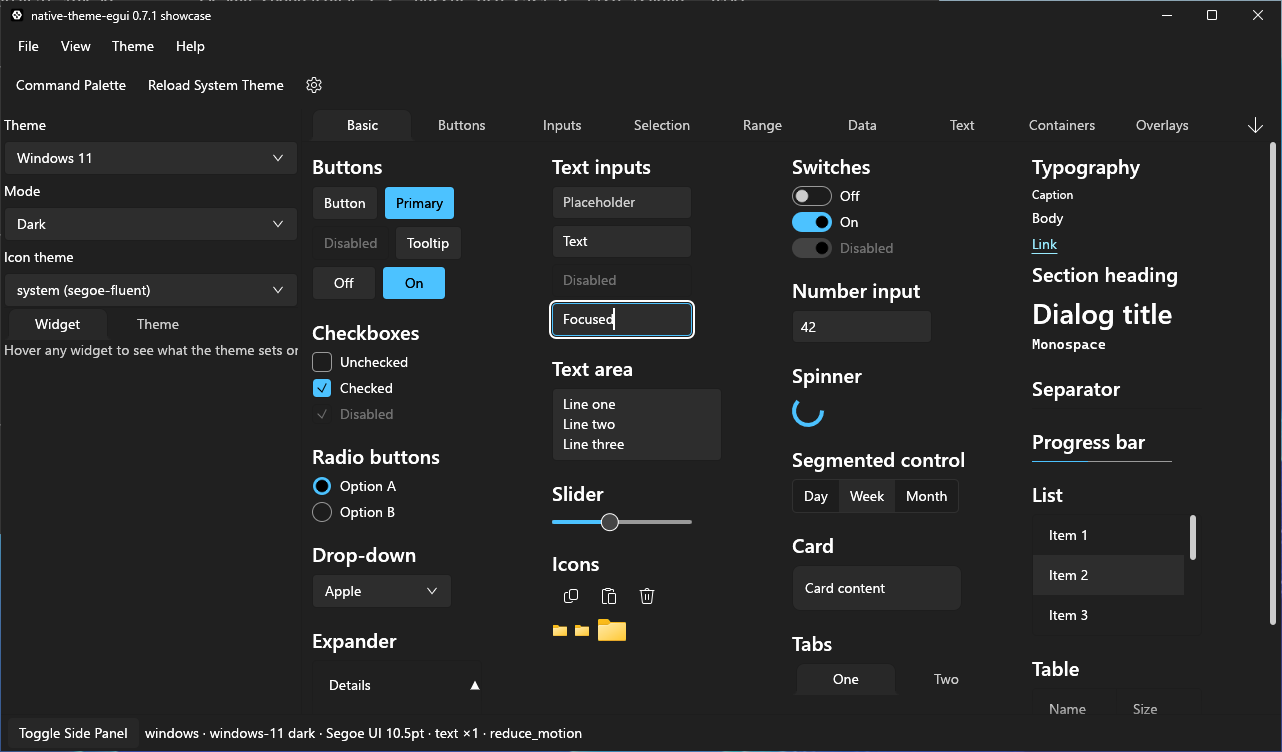 native-theme-egui 0.7.1 showcase
File View Theme Help
Command Palette Reload System Theme
Theme
Windows 11
Mode
Dark
Icon theme
system (segoe-fluent)
Widget Theme
Hover any widget to see what the theme sets or
Basic Buttons Inputs Selection Range Data Text Containers Overlays
Buttons
Button Primary
Disabled Tooltip
Off On
Checkboxes
Unchecked
Checked
Disabled
Radio buttons
Option A
Option B
Drop-down
Apple
Expander
Details
Text inputs
Placeholder
Text
Disabled
Focused
Text area
Line one
Line two
Line three
Slider
Icons
Switches
Off
On
Disabled
Number input
42
Spinner
Segmented control
Day Week Month
Card
Card content
Tabs
One Two
Typography
Caption
Body
Link
Section heading
Dialog title
Monospace
Separator
Progress bar
List
Item 1
Item 2
Item 3
Table
Name Size
Toggle Side Panel windows · windows-11 dark · Segoe UI 10.5pt · text ×1 · reduce_motion